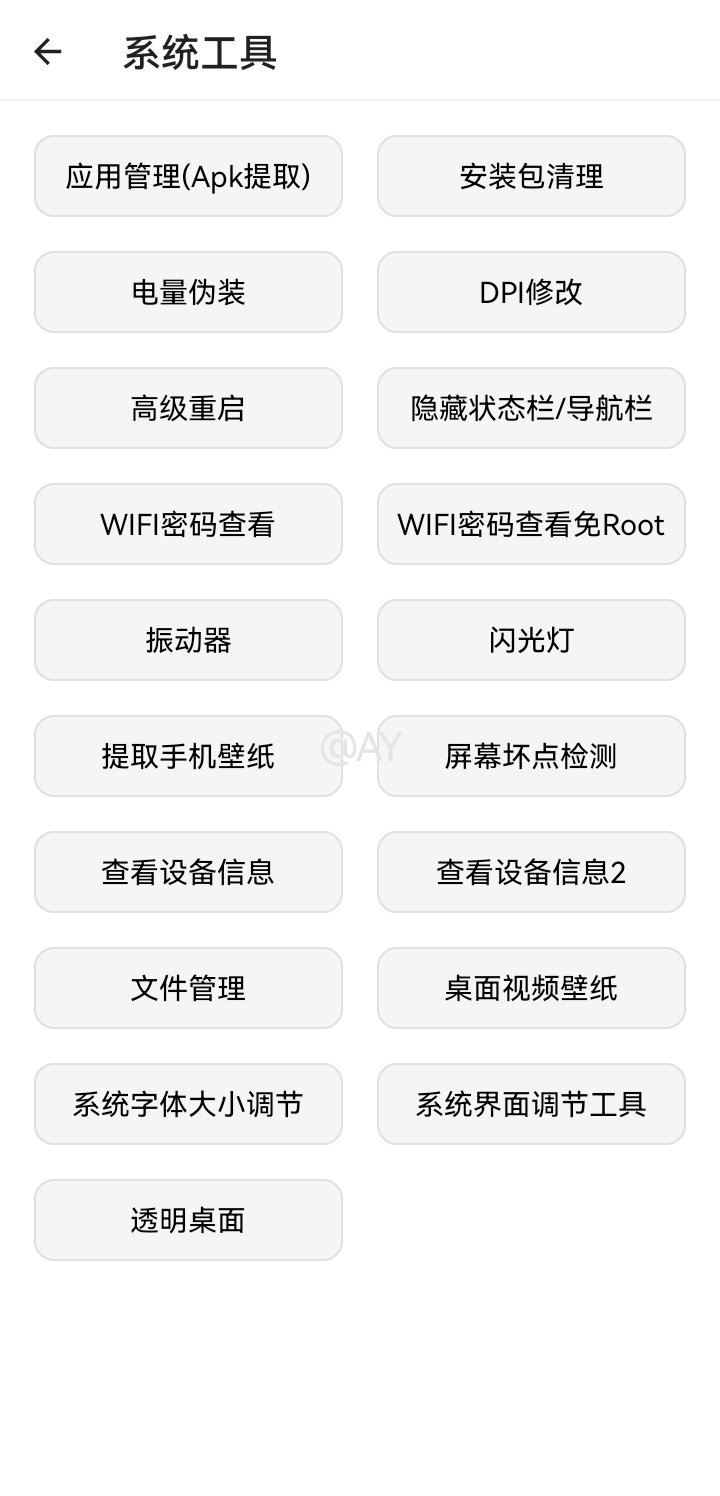 系统工具
应用管理(Apk提取)
安装包清理
电量伪装
DPI修改
高级重启
隐藏状态栏/导航栏
WIFI密码查看
WIFI密码查看免Root
振动器
闪光灯
提取手机壁纸
@AY
屏幕坏点检测
查看设备信息
查看设备信息2
文件管理
桌面视频壁纸
系统字体大小调节
系统界面调节工具
透明桌面